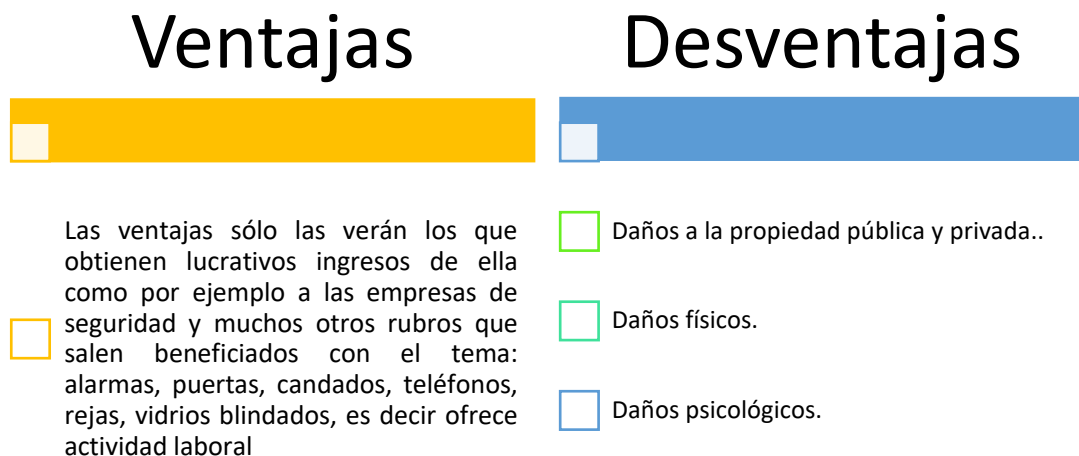 Ventajas
Las ventajas sólo las verán los que
obtienen lucrativos ingresos de ella
como por ejemplo a las empresas de
seguridad y muchos otros rubros que
salen beneficiados con el tema:
alarmas, puertas, candados, teléfonos,
rejas, vidrios blindados, es decir ofrece
actividad laboral
Desventajas
Daños a la propiedad pública y privada..
Daños físicos.
Daños psicológicos.